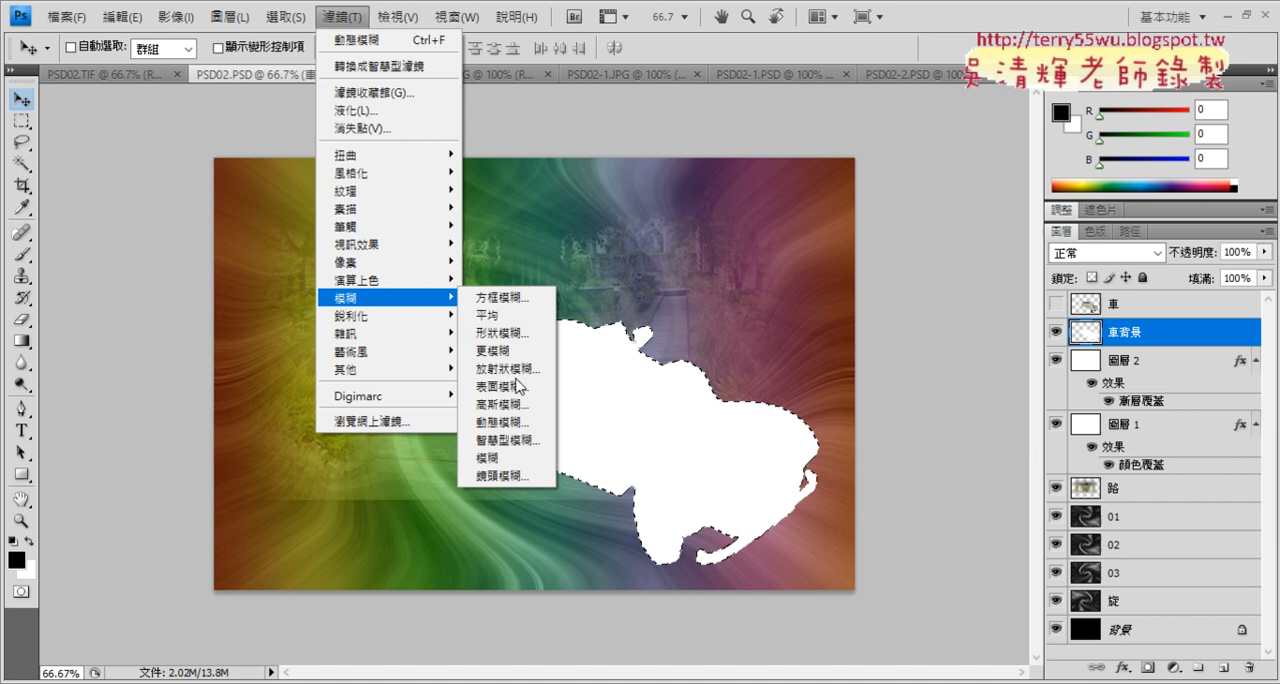 Ps 檔案(F) 編輯(E) 影像(I) 圖層(L) 選取(S) 濾鏡(T) 檢視(V) 視窗(W) 說明(H) Br 66.7 基本功能
自動選取: 群組 顯示變形控制項
http://terry55wu.blogspot.tw
吳清輝老師錄製
PSD02.TIF @ 66.7% (R... PSD02.PSD @ 66.7% (車 G @ 100% (R... PSD02-1.JPG @ 100% (... PSD02-1.PSD @ 100% ... PSD02-2.PSD @ 100
動態模糊 Ctrl+F
轉換成智慧型濾鏡
濾鏡收藏館(G)...
液化(L)...
消失點(V)...
扭曲
風格化
紋理
素描
筆觸
視訊效果
像素
演算上色
模糊
銳利化
雜訊
藝術風
其他
Digimarc
瀏覽網上濾鏡...
方框模糊...
平均
形狀模糊...
更模糊
放射狀模糊...
表面模糊...
高斯模糊...
動態模糊...
智慧型模糊...
模糊
鏡頭模糊...
R 0
G 0
B 0
調整 遮色片
圖層 色版 路徑
正常 不透明度: 100%
鎖定: 填滿: 100%
車
車背景
圖層 2 fx
效果
漸層覆蓋
圖層 1 fx
效果
顏色覆蓋
路
01
02
03
旋
背景
66.67% 文件: 2.02M/13.8M